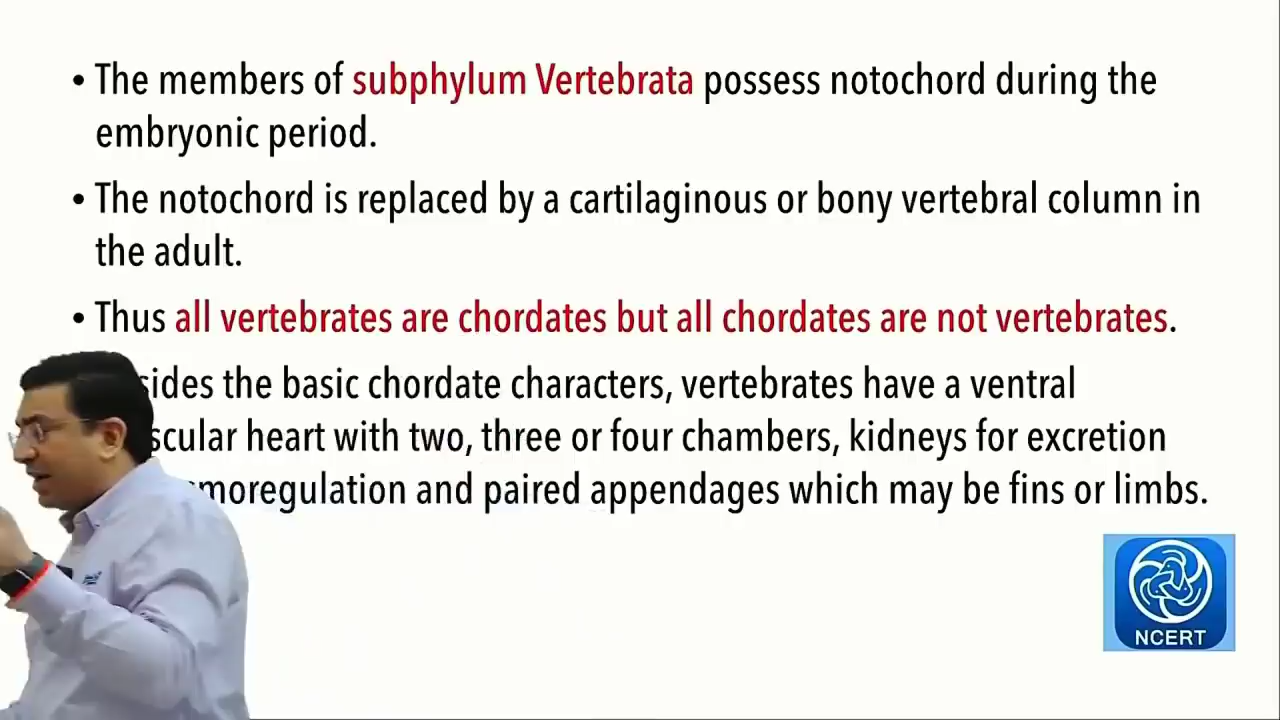 • The members of subphylum Vertebrata possess notochord during the
embryonic period.
• The notochord is replaced by a cartilaginous or bony vertebral column in
the adult.
• Thus all vertebrates are chordates but all chordates are not vertebrates.
sides the basic chordate characters, vertebrates have a ventral
scular heart with two, three or four chambers, kidneys for excretion
moregulation and paired appendages which may be fins or limbs.
NCERT